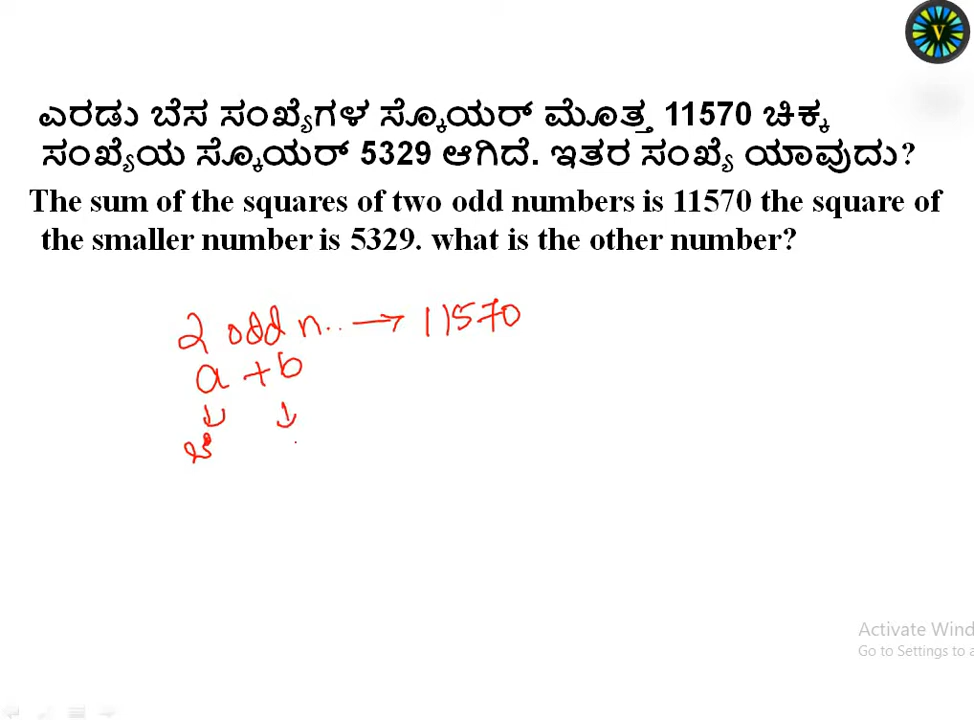 V
ಎರಡು ಬೆಸ ಸಂಖ್ಯೆಗಳ ಸ್ಕೊಯರ್ ಮೊತ್ತ 11570 ಚಿಕ್ಕ
ಸಂಖ್ಯೆಯ ಸ್ಕೊಯರ್ 5329 ಆಗಿದೆ. ಇತರ ಸಂಖ್ಯೆ ಯಾವುದು?
The sum of the squares of two odd numbers is 11570 the square of
the smaller number is 5329. what is the other number?
2 odd n.. → 11570
a + b
↓ ↓
Activate Wind
Go to Settings to a